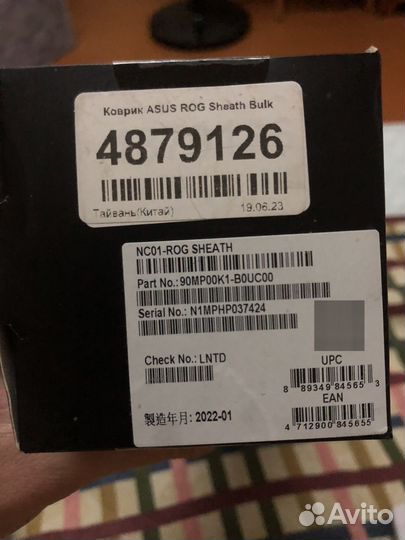 Коврик ASUS ROG Sheath Bulk
4879126
Тайвань(Китай) 19.06.23
NC01-ROG SHEATH
Part No.: 90MP00K1-B0UC00
Serial No.: N1MPHP037424
Check No.: LNTD
UPC
8 89349 84565 3
EAN
4 712900 845655
製造年月: 2022-01
Avito